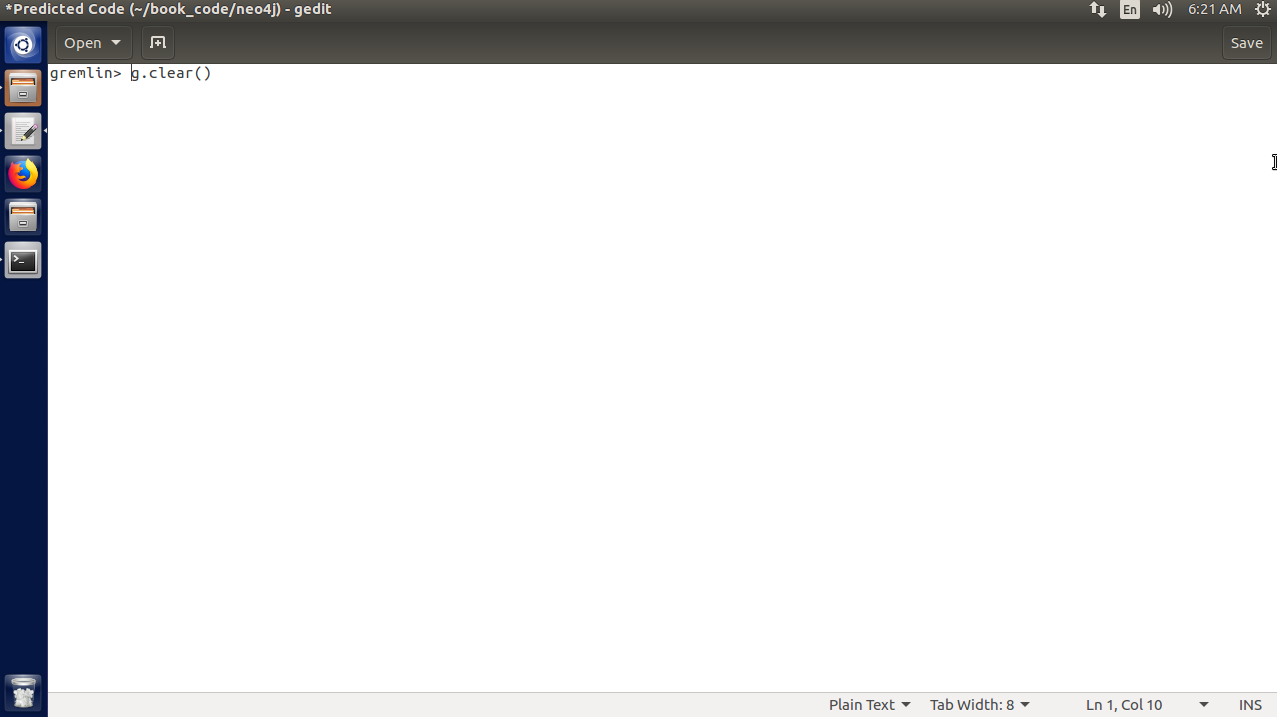 *Predicted Code (~/book_code/neo4j) - gedit
En
6:21 AM
Open
Save
gremlin> g.clear()
Plain Text
Tab Width: 8
Ln 1, Col 10
INS